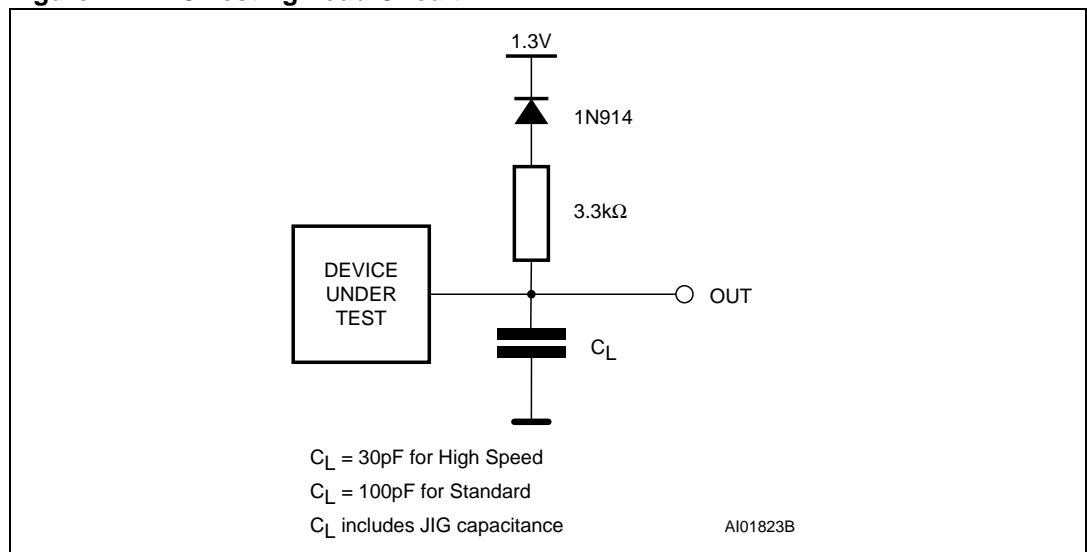 1.3V
1N914
3.3kΩ
DEVICE
UNDER
TEST
OUT
CL
CL = 30pF for High Speed
CL = 100pF for Standard
CL includes JIG capacitance
AI01823B